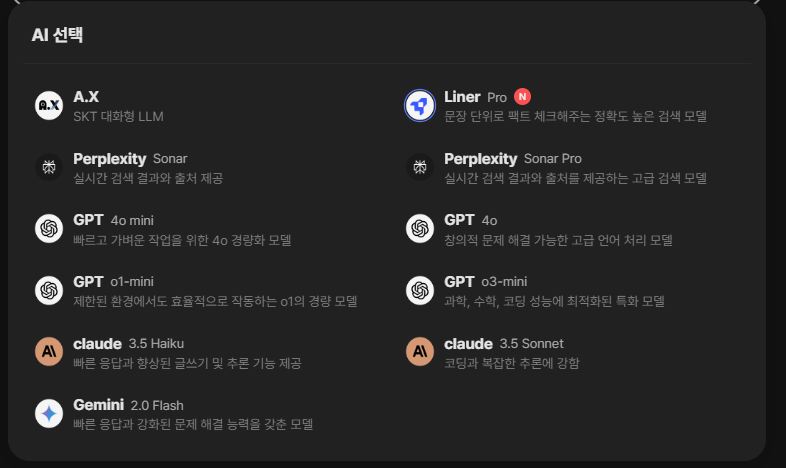 AI 선택
A.X
SKT 대화형 LLM
Liner Pro N
문장 단위로 팩트 체크해주는 정확도 높은 검색 모델
Perplexity Sonar
실시간 검색 결과와 출처 제공
Perplexity Sonar Pro
실시간 검색 결과와 출처를 제공하는 고급 검색 모델
GPT 4o mini
빠르고 가벼운 작업을 위한 4o 경량화 모델
GPT 4o
창의적 문제 해결 가능한 고급 언어 처리 모델
GPT o1-mini
제한된 환경에서도 효율적으로 작동하는 o1의 경량 모델
GPT o3-mini
과학, 수학, 코딩 성능에 최적화된 특화 모델
claude 3.5 Haiku
빠른 응답과 향상된 글쓰기 및 추론 기능 제공
claude 3.5 Sonnet
코딩과 복잡한 추론에 강함
Gemini 2.0 Flash
빠른 응답과 강화된 문제 해결 능력을 갖춘 모델